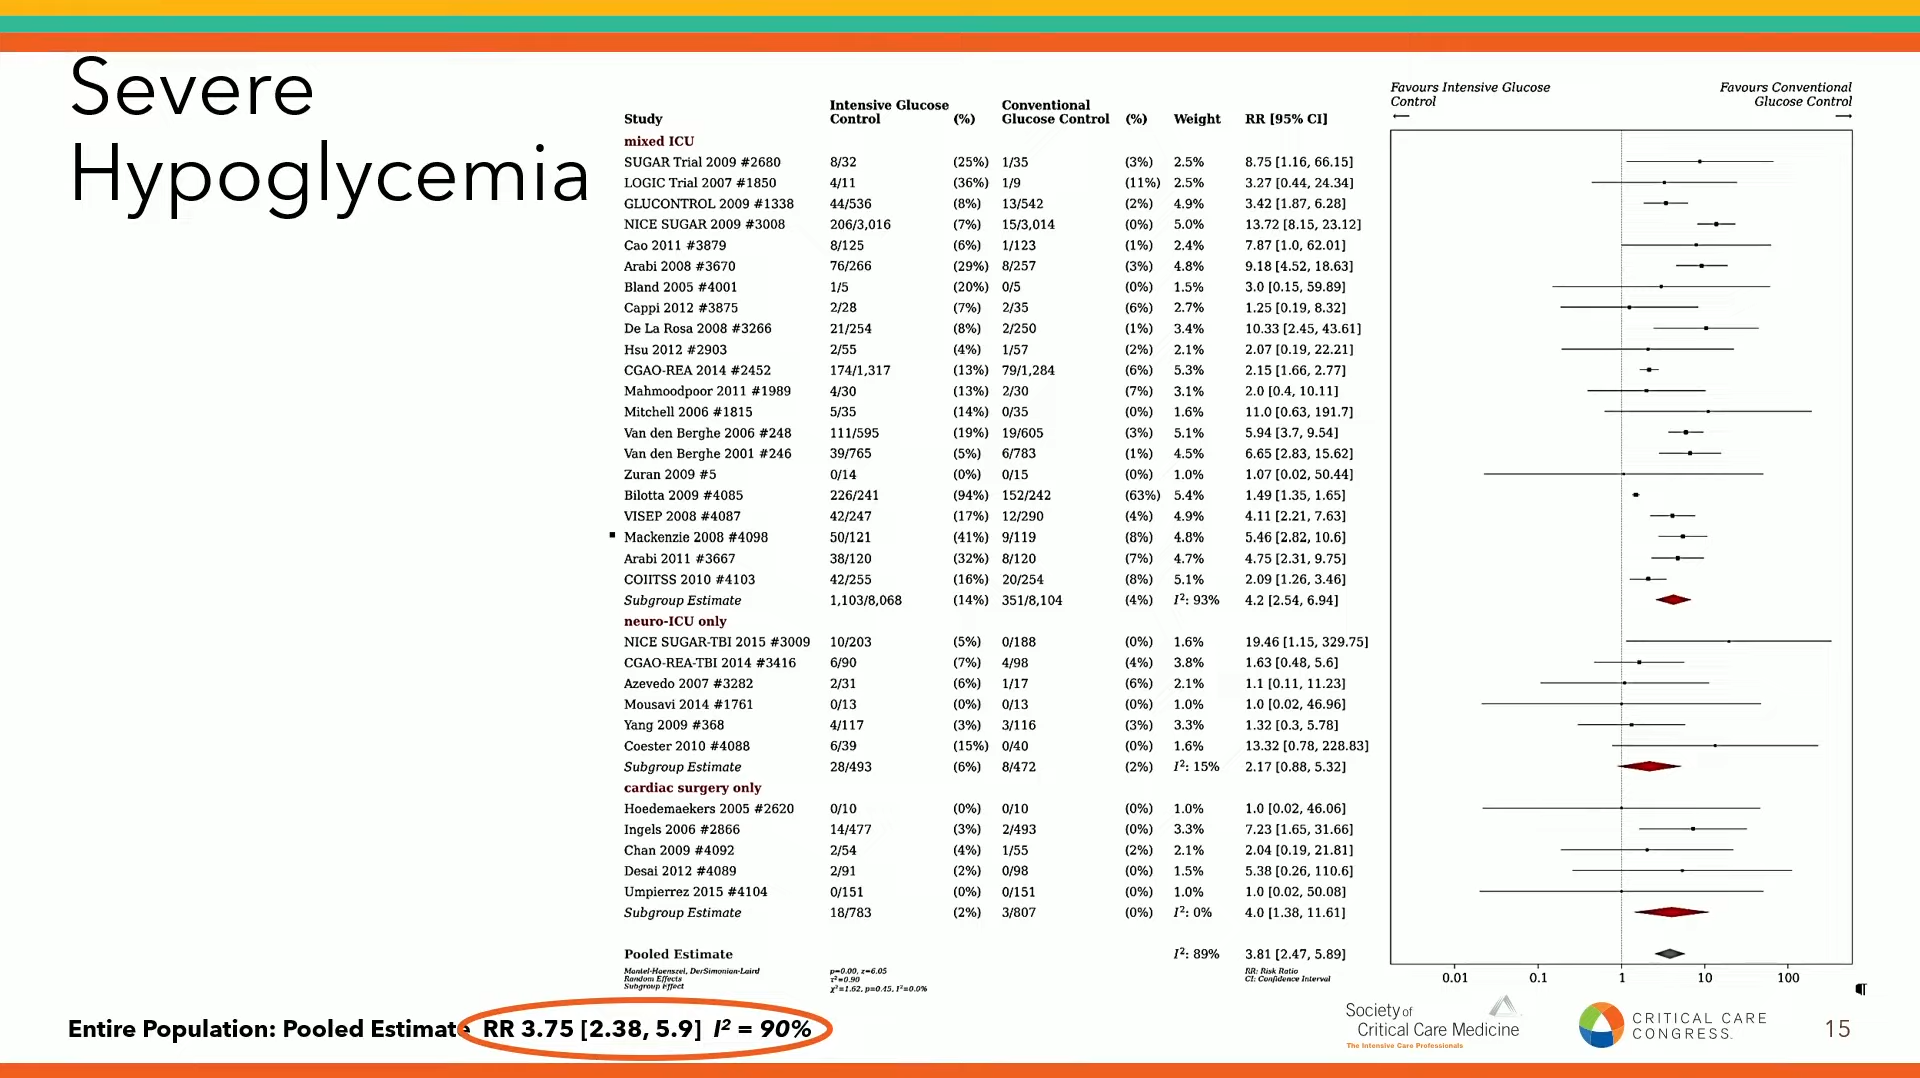 Severe
Hypoglycemia
Favours Intensive Glucose Control
Favours Conventional Glucose Control
Study Intensive Glucose Control (%) Conventional Glucose Control (%) Weight RR [95% CI]
mixed ICU
SUGAR Trial 2009 #2680 8/32 (25%) 1/35 (3%) 2.5% 8.75 [1.16, 66.15]
LOGIC Trial 2007 #1850 4/11 (36%) 1/9 (11%) 2.5% 3.27 [0.44, 24.34]
GLUCONTROL 2009 #1338 44/536 (8%) 13/542 (2%) 4.9% 3.42 [1.87, 6.28]
NICE SUGAR 2009 #3008 206/3,016 (7%) 15/3,014 (0%) 5.0% 13.72 [8.15, 23.12]
Cao 2011 #3879 8/125 (6%) 1/123 (1%) 2.4% 7.87 [1.0, 62.01]
Arabi 2008 #3670 76/266 (29%) 8/257 (3%) 4.8% 9.18 [4.52, 18.63]
Bland 2005 #4001 1/5 (20%) 0/5 (0%) 1.5% 3.0 [0.15, 59.89]
Cappi 2012 #3875 2/28 (7%) 2/35 (6%) 2.7% 1.25 [0.19, 8.32]
De La Rosa 2008 #3266 21/254 (8%) 2/250 (1%) 3.4% 10.33 [2.45, 43.61]
Hsu 2012 #2903 2/55 (4%) 1/57 (2%) 2.1% 2.07 [0.19, 22.21]
CGAO-REA 2014 #2452 174/1,317 (13%) 79/1,284 (6%) 5.3% 2.15 [1.66, 2.77]
Mahmoodpoor 2011 #1989 4/30 (13%) 2/30 (7%) 3.1% 2.0 [0.4, 10.11]
Mitchell 2006 #1815 5/35 (14%) 0/35 (0%) 1.6% 11.0 [0.63, 191.7]
Van den Berghe 2006 #248 111/595 (19%) 19/605 (3%) 5.1% 5.94 [3.7, 9.54]
Van den Berghe 2001 #246 39/765 (5%) 6/783 (1%) 4.5% 6.65 [2.83, 15.62]
Zuran 2009 #5 0/14 (0%) 0/15 (0%) 1.0% 1.07 [0.02, 50.44]
Bilotta 2009 #4085 226/241 (94%) 152/242 (63%) 5.4% 1.49 [1.35, 1.65]
VISEP 2008 #4087 42/247 (17%) 12/290 (4%) 4.9% 4.11 [2.21, 7.63]
Mackenzie 2008 #4098 50/121 (41%) 9/119 (8%) 4.8% 5.46 [2.82, 10.6]
Arabi 2011 #3667 38/120 (32%) 8/120 (7%) 4.7% 4.75 [2.31, 9.75]
COIITSS 2010 #4103 42/255 (16%) 20/254 (8%) 5.1% 2.09 [1.26, 3.46]
Subgroup Estimate 1,103/8,068 (14%) 351/8,104 (4%) I²: 93% 4.2 [2.54, 6.94]
neuro-ICU only
NICE SUGAR-TBI 2015 #3009 10/203 (5%) 0/188 (0%) 1.6% 19.46 [1.15, 329.75]
CGAO-REA-TBI 2014 #3416 6/90 (7%) 4/98 (4%) 3.8% 1.63 [0.48, 5.6]
Azevedo 2007 #3282 2/31 (6%) 1/17 (6%) 2.1% 1.1 [0.11, 11.23]
Mousavi 2014 #1761 0/13 (0%) 0/13 (0%) 1.0% 1.0 [0.02, 46.96]
Yang 2009 #368 4/117 (3%) 3/116 (3%) 3.3% 1.32 [0.3, 5.78]
Coester 2010 #4088 6/39 (15%) 0/40 (0%) 1.6% 13.32 [0.78, 228.83]
Subgroup Estimate 28/493 (6%) 8/472 (2%) I²: 15% 2.17 [0.88, 5.32]
cardiac surgery only
Hoedemaekers 2005 #2620 0/10 (0%) 0/10 (0%) 1.0% 1.0 [0.02, 46.06]
Ingels 2006 #2866 14/477 (3%) 2/493 (0%) 3.3% 7.23 [1.65, 31.66]
Chan 2009 #4092 2/54 (4%) 1/55 (2%) 2.1% 2.04 [0.19, 21.81]
Desai 2012 #4089 2/91 (2%) 0/98 (0%) 1.5% 5.38 [0.26, 110.6]
Umpierrez 2015 #4104 0/151 (0%) 0/151 (0%) 1.0% 1.0 [0.02, 50.08]
Subgroup Estimate 18/783 (2%) 3/807 (0%) I²: 0% 4.0 [1.38, 11.61]
Pooled Estimate I²: 89% 3.81 [2.47, 5.89]
Mantel-Haenszel, DerSimonian-Laird p=0.00, z=6.05 RR: Risk Ratio
Random Effects τ²=0.90 CI: Confidence Interval
Subgroup Effect χ²=1.62, p=0.45, I²=0.0%
0.01 0.1 1 10 100
¶
Entire Population: Pooled Estimate RR 3.75 [2.38, 5.9] I² = 90%
Society of
Critical Care Medicine
The Intensive Care Professionals
CRITICAL CARE
CONGRESS.
15